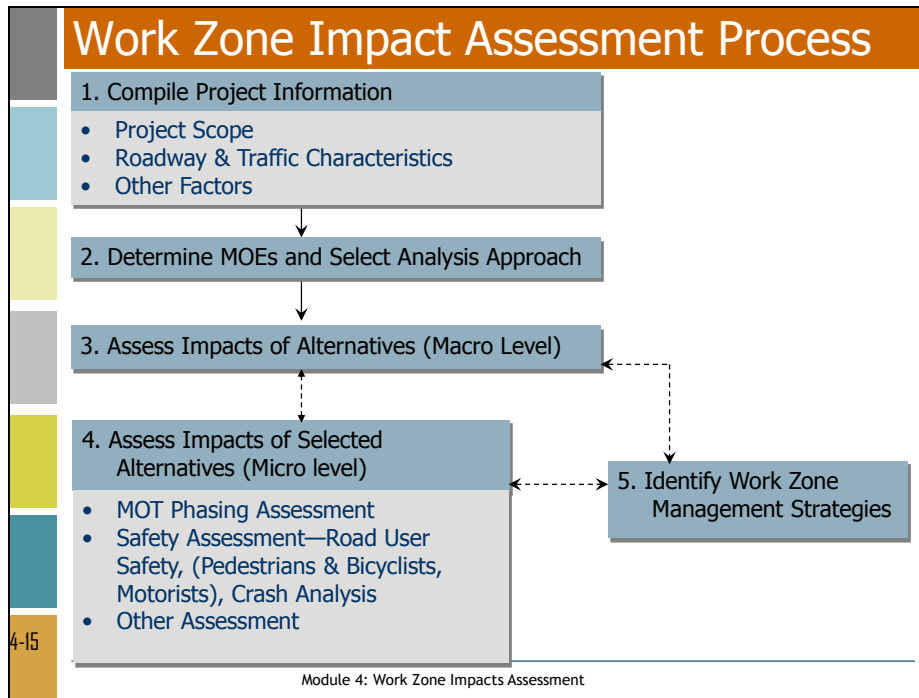 Work Zone Impact Assessment Process
1. Compile Project Information
• Project Scope
• Roadway & Traffic Characteristics
• Other Factors
2. Determine MOEs and Select Analysis Approach
3. Assess Impacts of Alternatives (Macro Level)
4. Assess Impacts of Selected
Alternatives (Micro level)
• MOT Phasing Assessment
• Safety Assessment—Road User
Safety, (Pedestrians & Bicyclists,
Motorists), Crash Analysis
• Other Assessment
5. Identify Work Zone
Management Strategies
4-15
Module 4: Work Zone Impacts Assessment